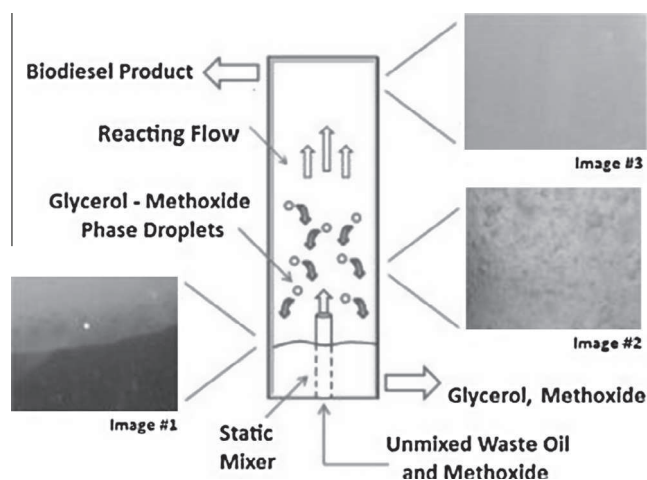 Biodiesel Product
Reacting Flow
Image #3
Glycerol - Methoxide
Phase Droplets
Image #2
Glycerol, Methoxide
Image #1
Static
Mixer
Unmixed Waste Oil
and Methoxide